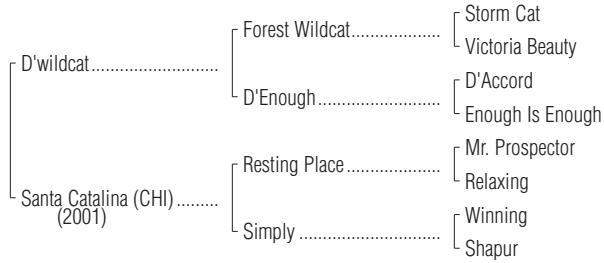 Storm Cat
Forest Wildcat....................
Victoria Beauty
D'wildcat.............................
D'Accord
D'Enough............................
Enough Is Enough
Mr. Prospector
Resting Place.....................
Relaxing
Santa Catalina (CHI).........
(2001)
Winning
Simply................................
Shapur